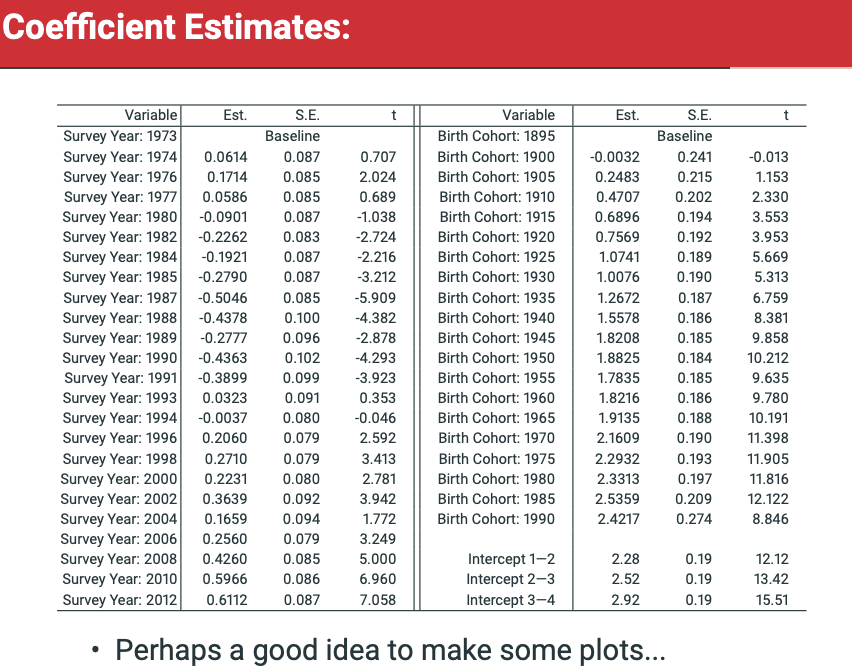 Coefficient Estimates:
Variable Est. S.E. t Variable Est. S.E. t
Survey Year: 1973 Baseline Birth Cohort: 1895 Baseline
Survey Year: 1974 0.0614 0.087 0.707 Birth Cohort: 1900 -0.0032 0.241 -0.013
Survey Year: 1976 0.1714 0.085 2.024 Birth Cohort: 1905 0.2483 0.215 1.153
Survey Year: 1977 0.0586 0.085 0.689 Birth Cohort: 1910 0.4707 0.202 2.330
Survey Year: 1980 -0.0901 0.087 -1.038 Birth Cohort: 1915 0.6896 0.194 3.553
Survey Year: 1982 -0.2262 0.083 -2.724 Birth Cohort: 1920 0.7569 0.192 3.953
Survey Year: 1984 -0.1921 0.087 -2.216 Birth Cohort: 1925 1.0741 0.189 5.669
Survey Year: 1985 -0.2790 0.087 -3.212 Birth Cohort: 1930 1.0076 0.190 5.313
Survey Year: 1987 -0.5046 0.085 -5.909 Birth Cohort: 1935 1.2672 0.187 6.759
Survey Year: 1988 -0.4378 0.100 -4.382 Birth Cohort: 1940 1.5578 0.186 8.381
Survey Year: 1989 -0.2777 0.096 -2.878 Birth Cohort: 1945 1.8208 0.185 9.858
Survey Year: 1990 -0.4363 0.102 -4.293 Birth Cohort: 1950 1.8825 0.184 10.212
Survey Year: 1991 -0.3899 0.099 -3.923 Birth Cohort: 1955 1.7835 0.185 9.635
Survey Year: 1993 0.0323 0.091 0.353 Birth Cohort: 1960 1.8216 0.186 9.780
Survey Year: 1994 -0.0037 0.080 -0.046 Birth Cohort: 1965 1.9135 0.188 10.191
Survey Year: 1996 0.2060 0.079 2.592 Birth Cohort: 1970 2.1609 0.190 11.398
Survey Year: 1998 0.2710 0.079 3.413 Birth Cohort: 1975 2.2932 0.193 11.905
Survey Year: 2000 0.2231 0.080 2.781 Birth Cohort: 1980 2.3313 0.197 11.816
Survey Year: 2002 0.3639 0.092 3.942 Birth Cohort: 1985 2.5359 0.209 12.122
Survey Year: 2004 0.1659 0.094 1.772 Birth Cohort: 1990 2.4217 0.274 8.846
Survey Year: 2006 0.2560 0.079 3.249
Survey Year: 2008 0.4260 0.085 5.000 Intercept 1—2 2.28 0.19 12.12
Survey Year: 2010 0.5966 0.086 6.960 Intercept 2—3 2.52 0.19 13.42
Survey Year: 2012 0.6112 0.087 7.058 Intercept 3—4 2.92 0.19 15.51
• Perhaps a good idea to make some plots...